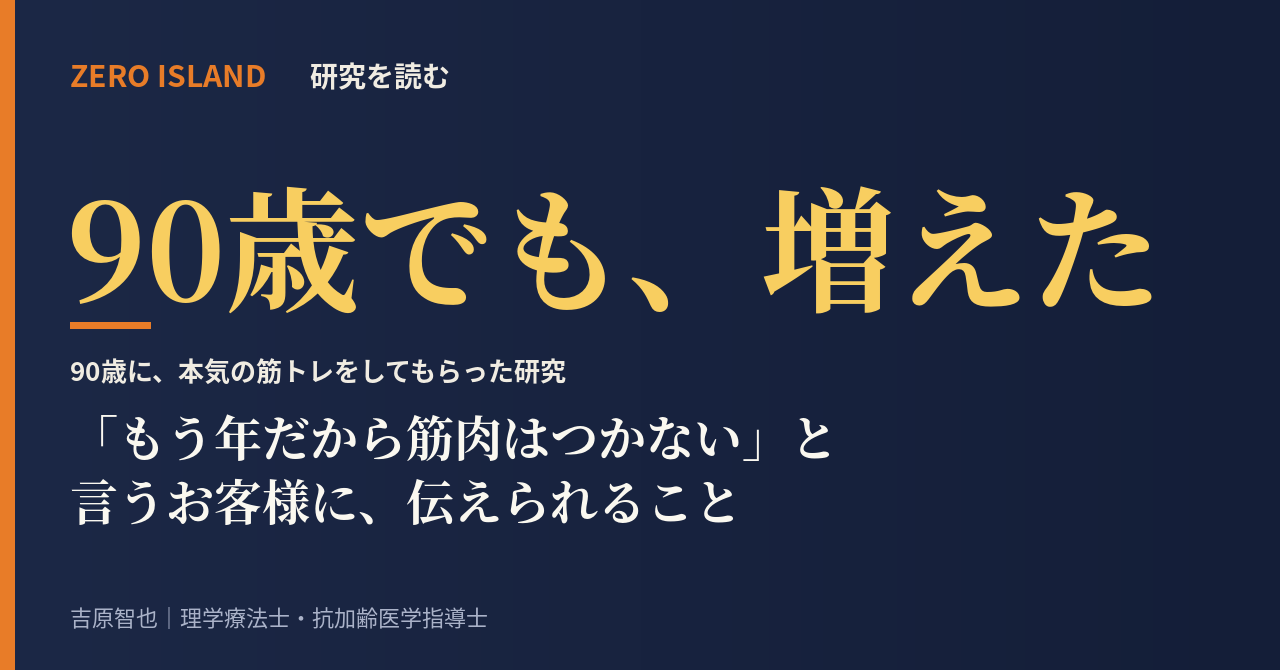 ZERO ISLAND 研究を読む
90歳でも、増えた
90歳に、本気の筋トレをしてもらった研究
「もう年だから筋肉はつかない」と
言うお客様に、伝えられること
吉原智也｜理学療法士・抗加齢医学指導士